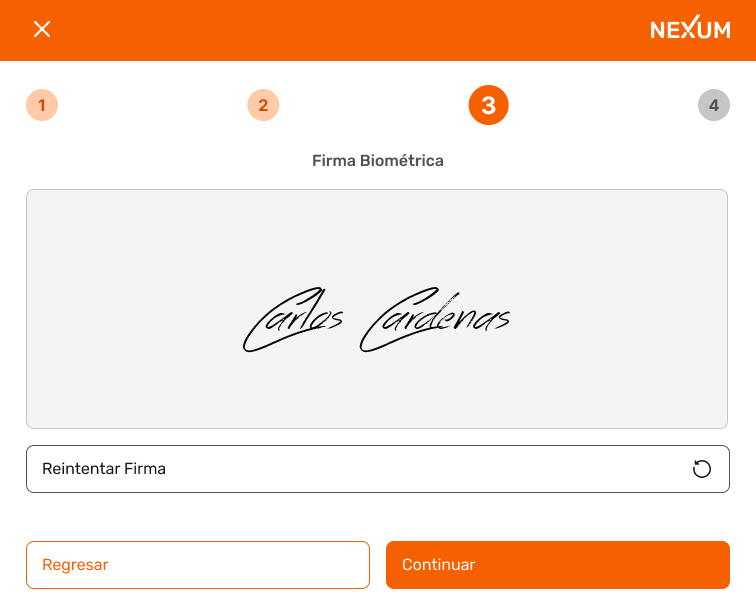 NEXUM
1 2 3 4
Firma Biométrica
Carlos Cardenas
Reintentar Firma
Regresar Continuar